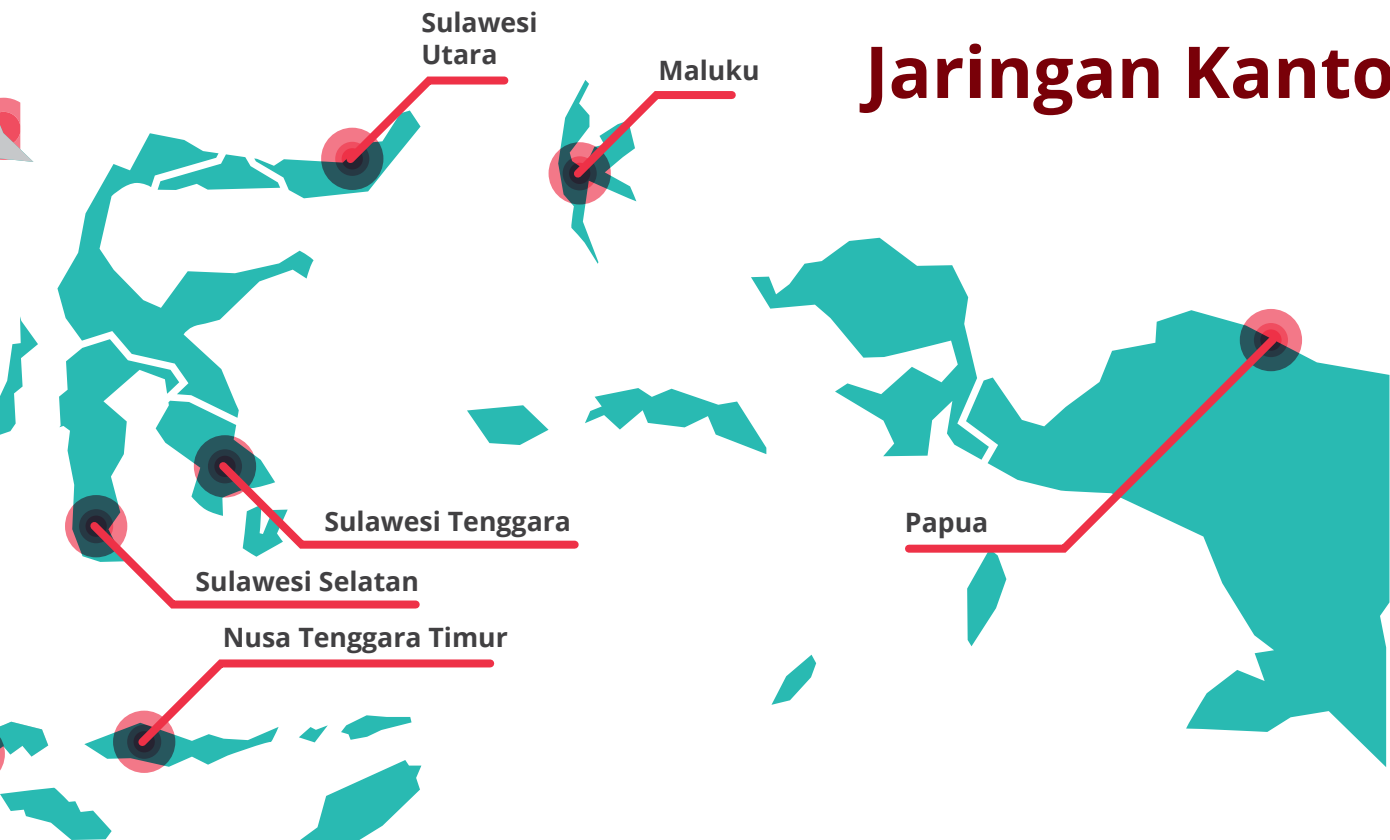 Sulawesi
Utara
Maluku
Jaringan Kanto
Papua
Sulawesi Tenggara
Sulawesi Selatan
Nusa Tenggara Timur